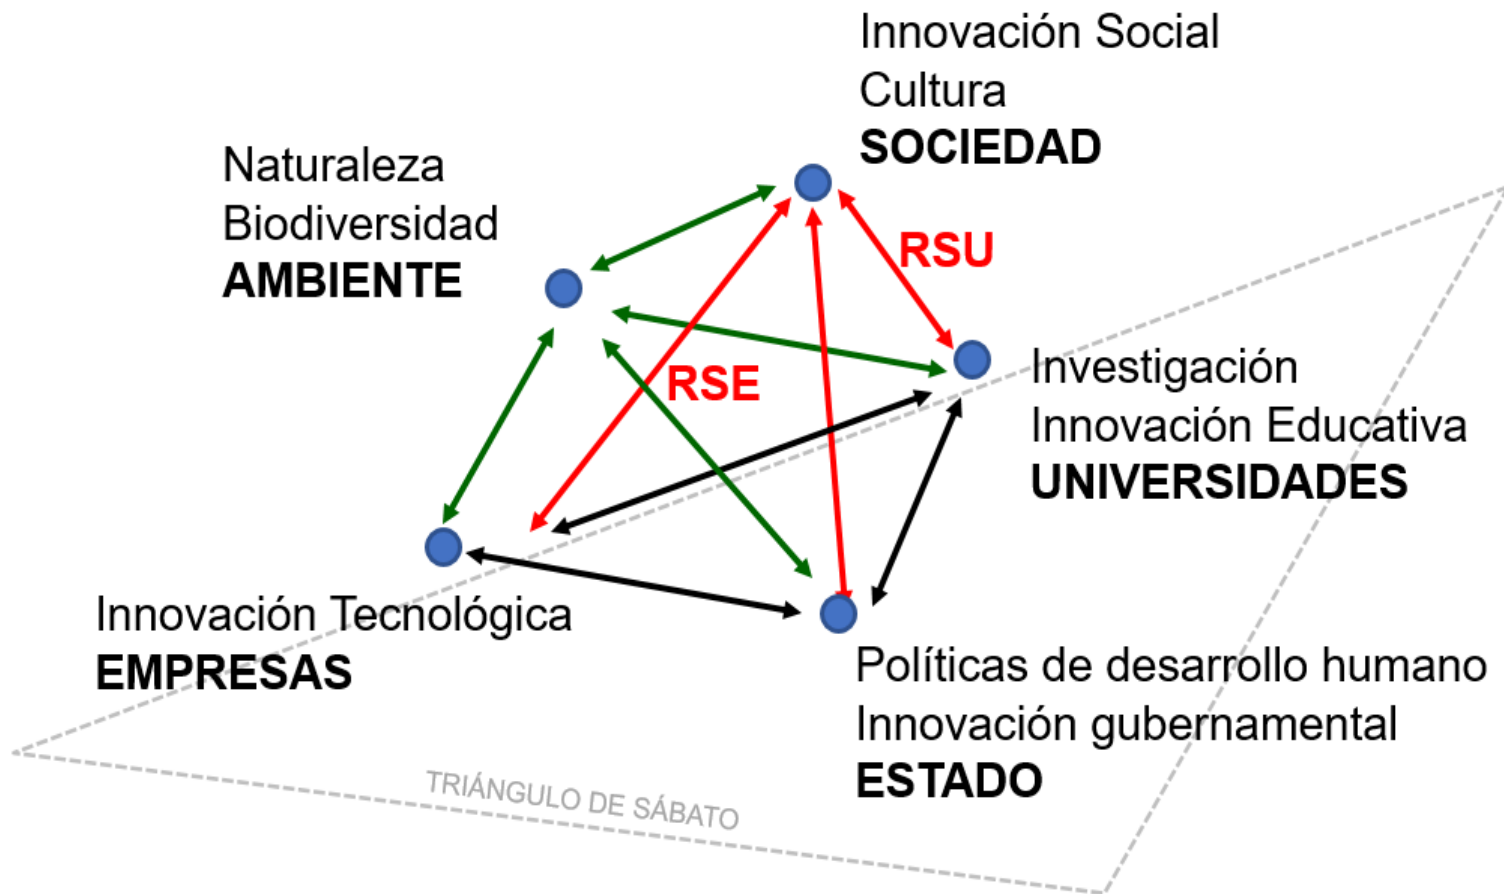 Innovación Social
Cultura
SOCIEDAD
Naturaleza
Biodiversidad
AMBIENTE
RSU
RSE
Investigación
Innovación Educativa
UNIVERSIDADES
Innovación Tecnológica
EMPRESAS
Políticas de desarrollo humano
Innovación gubernamental
ESTADO
TRIÁNGULO DE SÁBATO